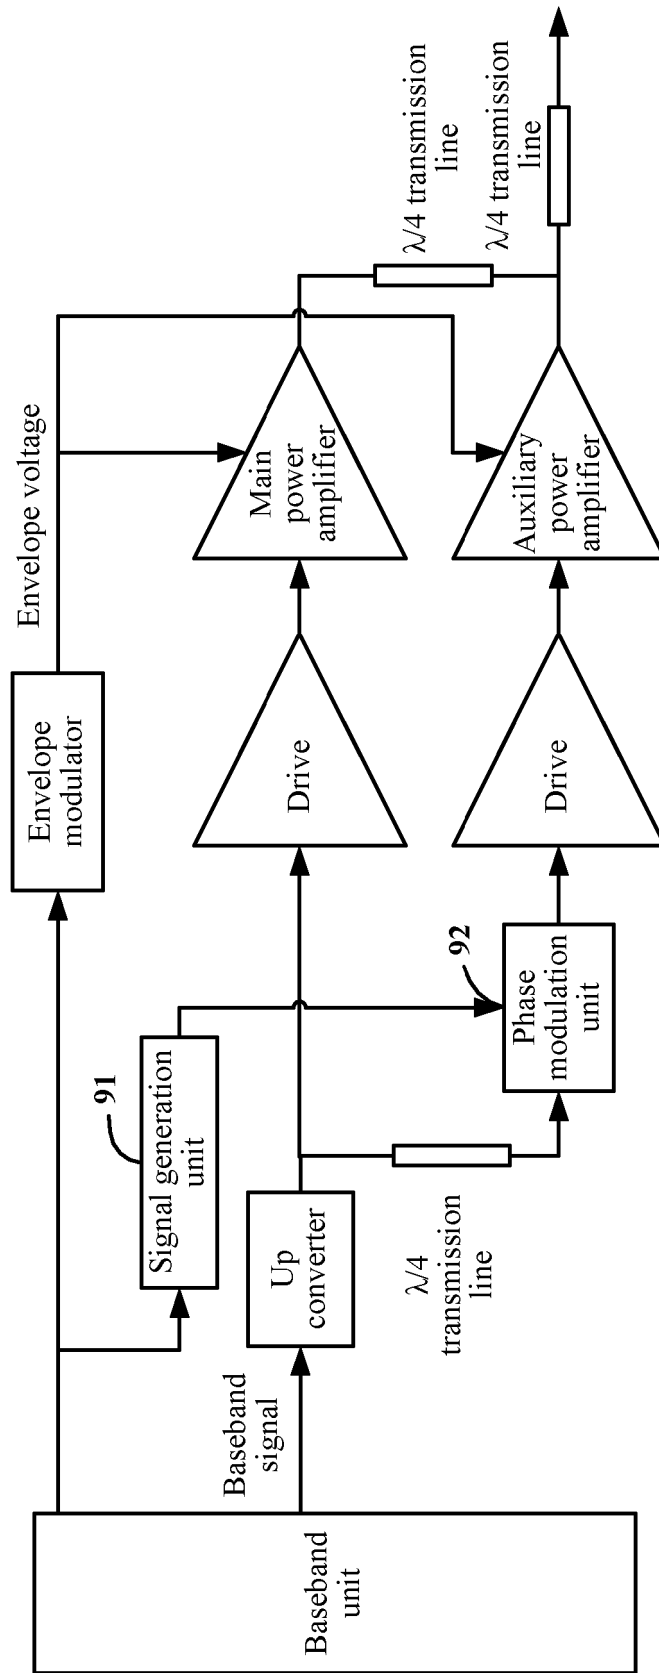 Baseband
unit
Baseband
signal
Up
converter
91
Signal generation
unit
λ/4
transmission
line
92
Phase
modulation
unit
Envelope
modulator
Envelope voltage
Drive
Drive
Main
power
amplifier
Auxiliary
power
amplifier
λ/4 transmission
line
λ/4 transmission
line